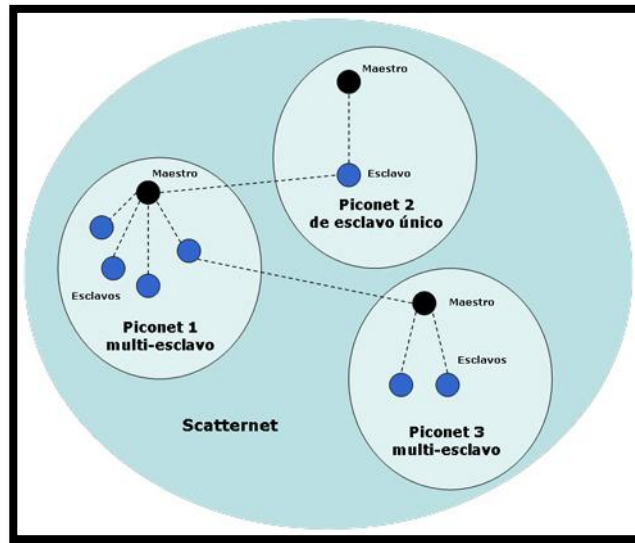 Maestro
Esclavo
Piconet 2
de esclavo único
Maestro
Esclavos
Piconet 1
multi-esclavo
Maestro
Esclavos
Piconet 3
multi-esclavo
Scatternet